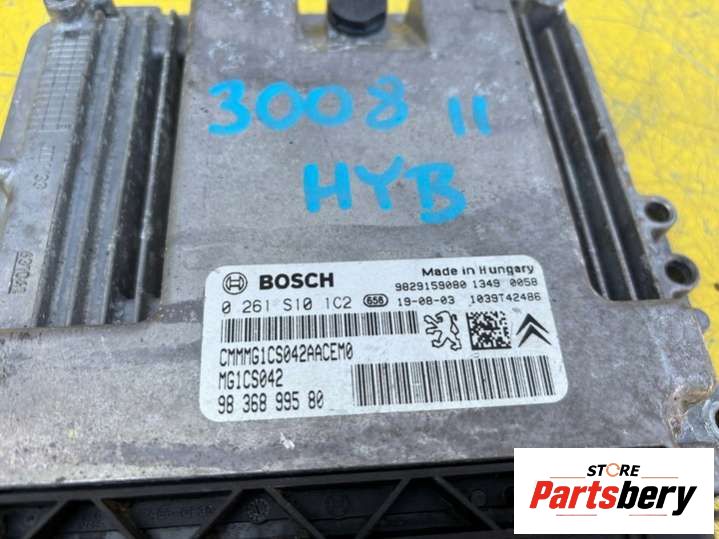 3008 II
HYB
BOSCH
Made in Hungary
9829159080 1349 0058
0 261 S10 1C2 656 19-08-03 1039T42486
CMMMG1CS042AACEM0
MG1CS042
98 368 995 80
STORE
Partsbery